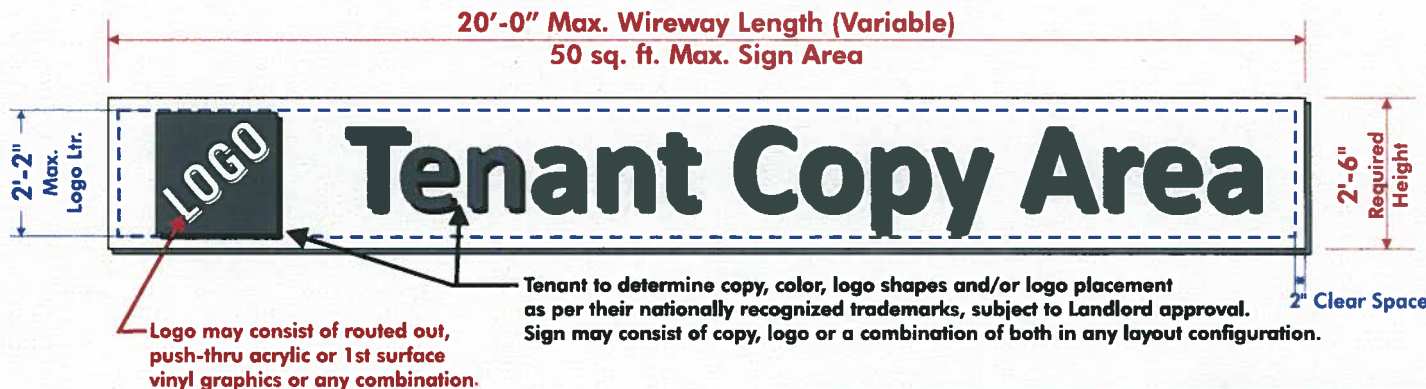 20'-0" Max. Wireway Length (Variable)
50 sq. ft. Max. Sign Area
2'-2"
Max.
Logo Ltr.
LOGO
Tenant Copy Area
2'-6"
Required
Height
Tenant to determine copy, color, logo shapes and/or logo placement
as per their nationally recognized trademarks, subject to Landlord approval.
Sign may consist of copy, logo or a combination of both in any layout configuration.
2" Clear Space
Logo may consist of routed out,
push-thru acrylic or 1st surface
vinyl graphics or any combination.